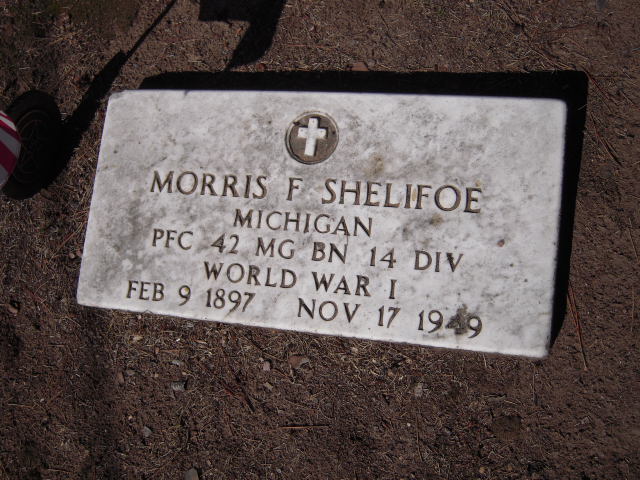 MORRIS F SHELIFOE
MICHIGAN
PFC 42 MG BN 14 DIV
WORLD WAR I
FEB 9 1897 NOV 17 1949